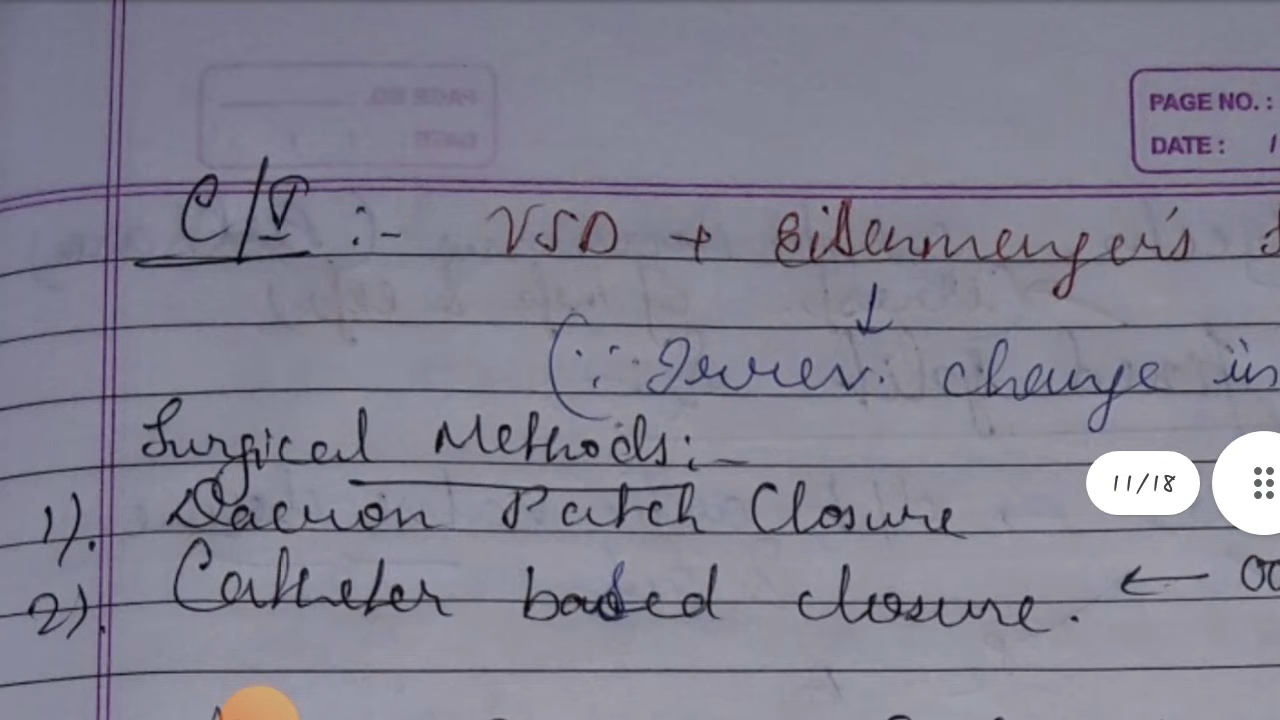 PAGE NO. :
DATE : /
C/I :- VSD + Eisenmenger's
(∵ Irrev. change in
Surgical Methods:-
1). Dacron Patch Closure
11/18
2). Catheter based closure. ←